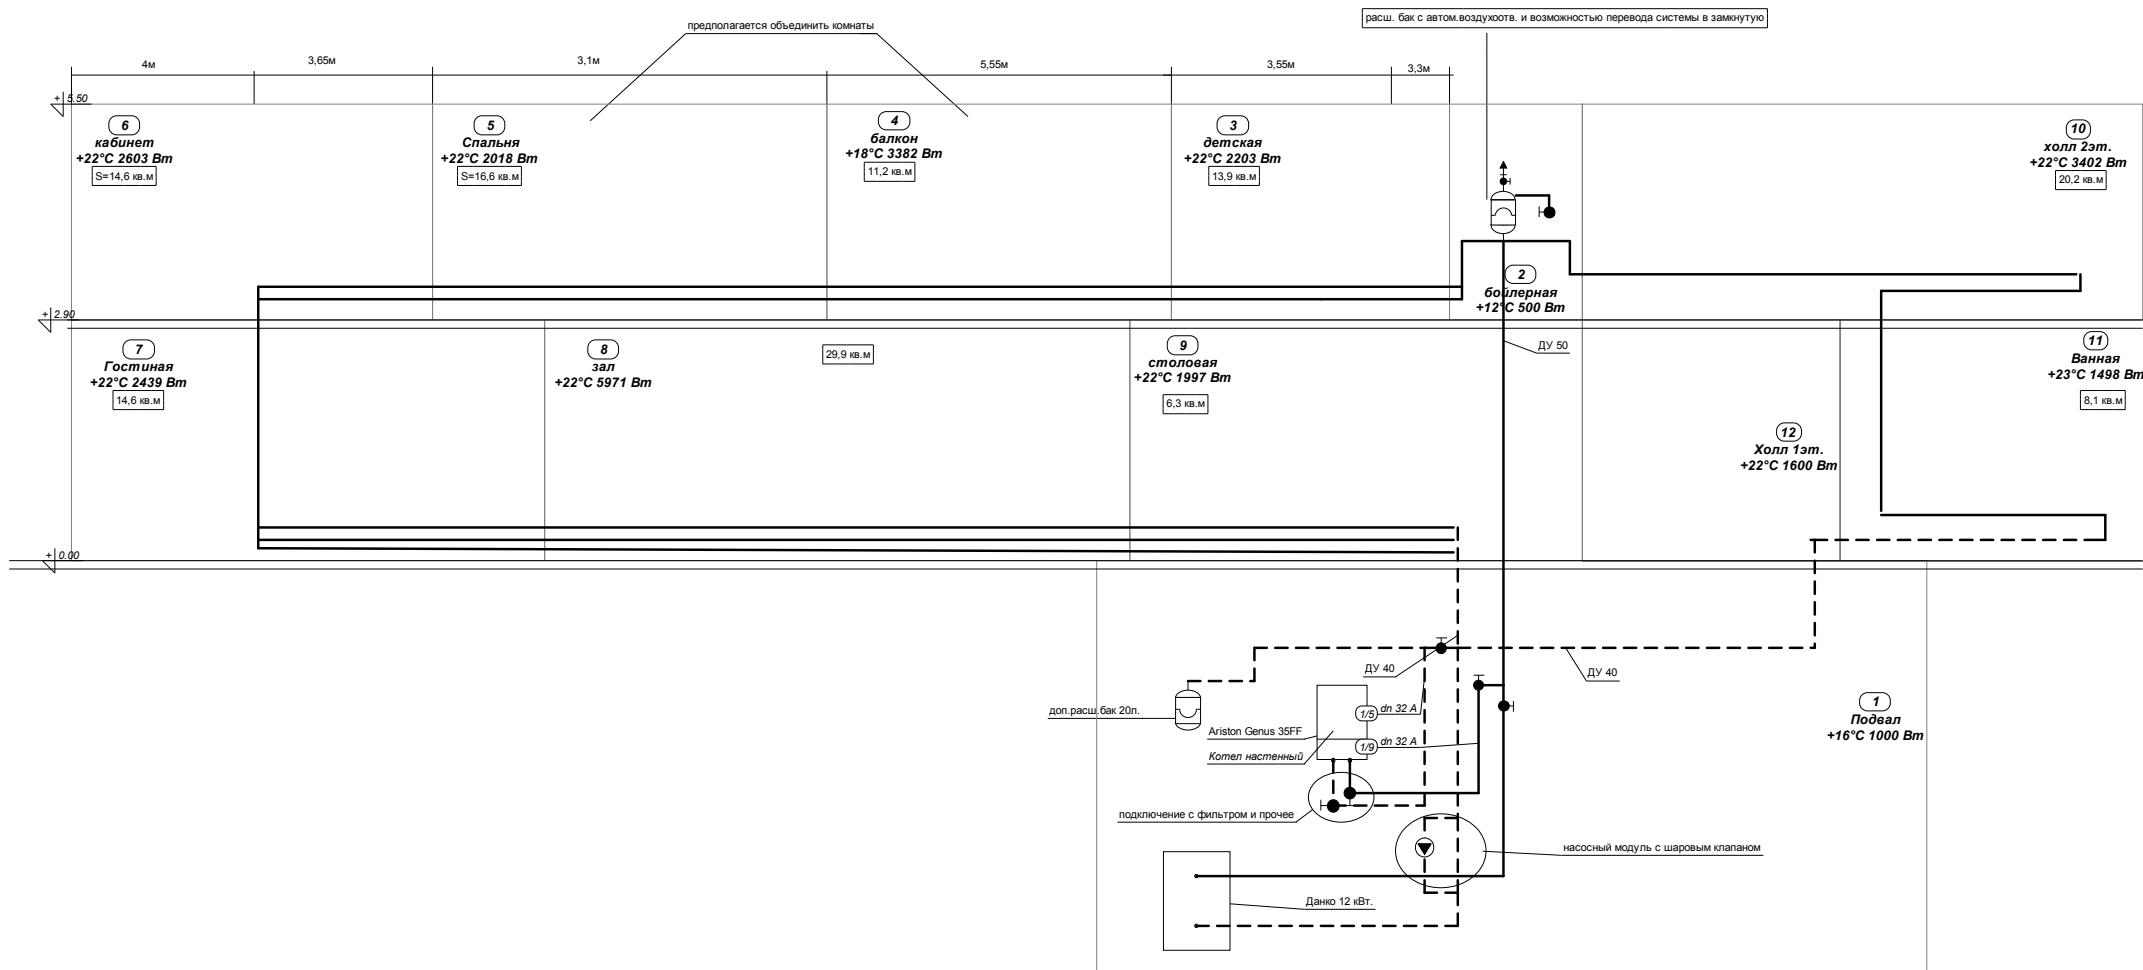 предполагается объединить комнаты
расш. бак с автом.воздухоотв. и возможностью перевода системы в замкнутую
4м
3,65м
3,1м
5,55м
3,55м
3,3м
+ 5.50
6
кабинет
+22°C 2603 Вт
S=14,6 кв.м
5
Спальня
+22°C 2018 Вт
S=16,6 кв.м
4
балкон
+18°C 3382 Вт
11,2 кв.м
3
детская
+22°C 2203 Вт
13,9 кв.м
10
холл 2эт.
+22°C 3402 Вт
20,2 кв.м
2
бойлерная
+12°C 500 Вт
+ 2.90
7
Гостиная
+22°C 2439 Вт
14,6 кв.м
8
зал
+22°C 5971 Вт
29,9 кв.м
9
столовая
+22°C 1997 Вт
6,3 кв.м
ДУ 50
11
Ванная
+23°C 1498 Вт
8,1 кв.м
12
Холл 1эт.
+22°C 1600 Вт
+ 0.00
ДУ 40
ДУ 40
доп.расш.бак 20л.
1/5 dn 32 A
Ariston Genus 35FF
1/9 dn 32 A
Котел настенный
1
Подвал
+16°C 1000 Вт
подключение с фильтром и прочее
насосный модуль с шаровым клапаном
Данко 12 кВт.